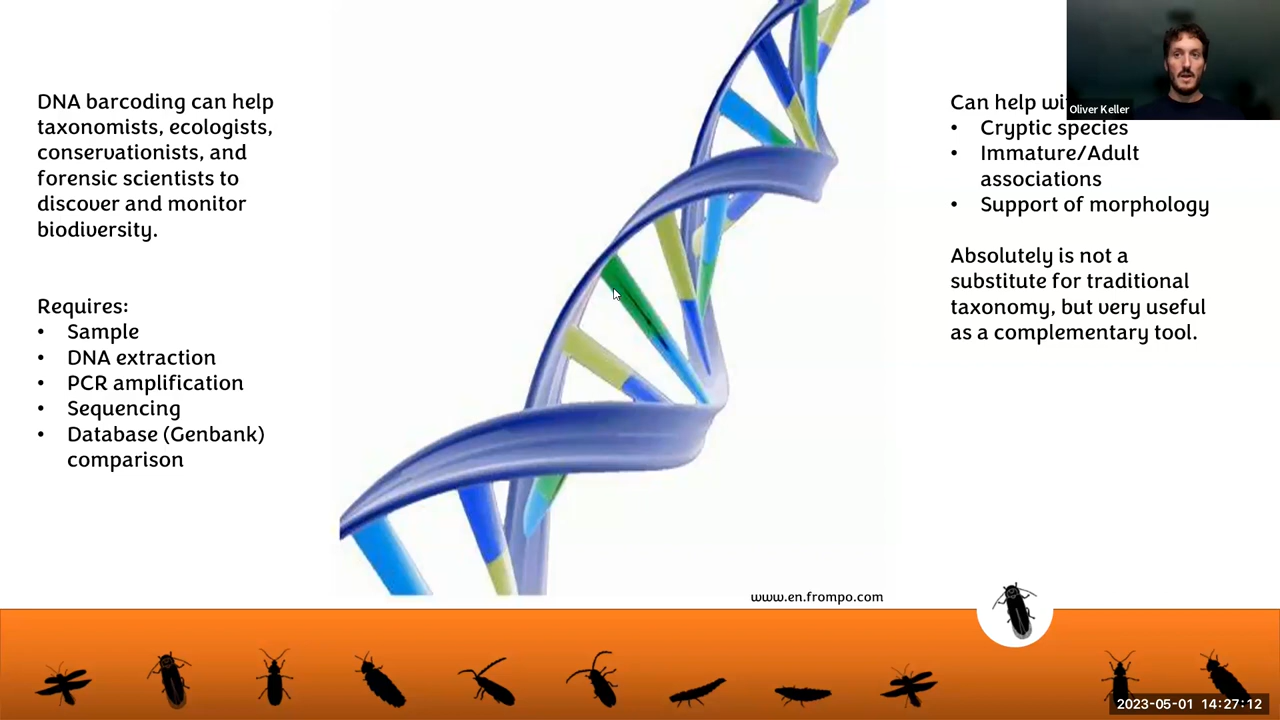 DNA barcoding can help
taxonomists, ecologists,
conservationists, and
forensic scientists to
discover and monitor
biodiversity.
Requires:
• Sample
• DNA extraction
• PCR amplification
• Sequencing
• Database (Genbank)
comparison
www.en.frompo.com
Can help
• Cryptic species
• Immature/Adult
associations
• Support of morphology
Absolutely is not a
substitute for traditional
taxonomy, but very useful
as a complementary tool.
Oliver Keller
2023-05-01 14:27:12